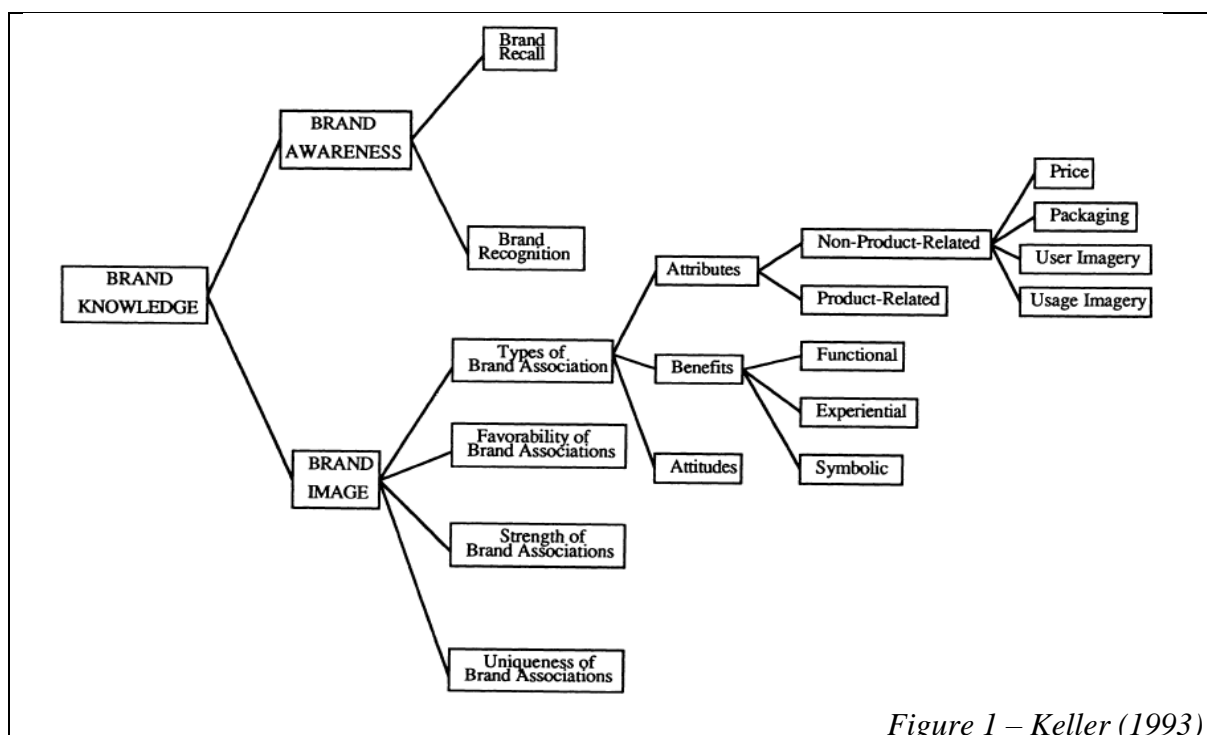 Brand
Recall
BRAND
AWARENESS
Price
Packaging
Brand
Recognition
Non-Product-Related
User Imagery
Attributes
BRAND
KNOWLEDGE
Product-Related
Usage Imagery
Types of
Brand Association
Functional
Benefits
Experiential
Favorability of
Brand Associations
BRAND
IMAGE
Attitudes
Symbolic
Strength of
Brand Associations
Uniqueness of
Brand Associations
Figure 1 – Keller (1993)